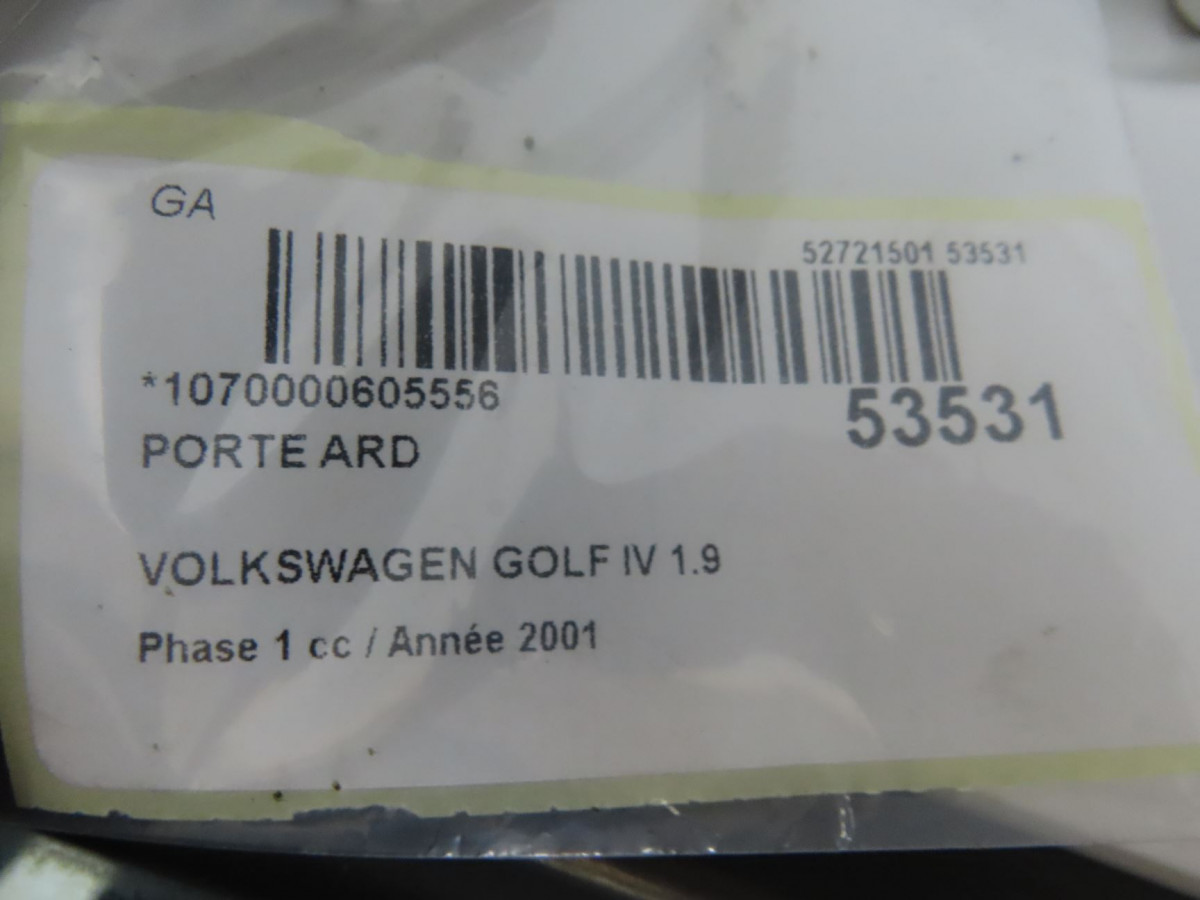 GA
52721501 53531
*1070000605556
53531
PORTE ARD
VOLKSWAGEN GOLF IV 1.9
Phase 1 cc / Année 2001